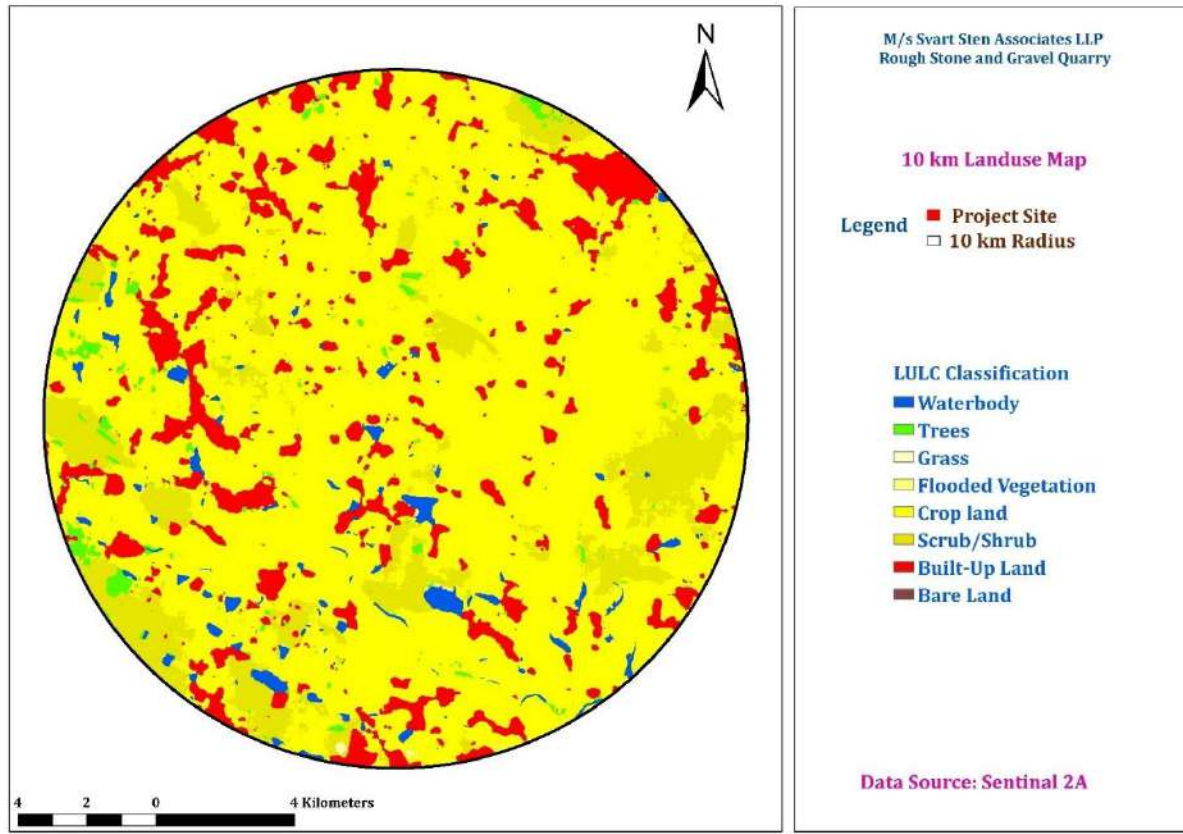 N
4 2 0 4 Kilometers
M/s Svart Sten Associates LLP
Rough Stone and Gravel Quarry
10 km Landuse Map
Legend
Project Site
10 km Radius
LULC Classification
Waterbody
Trees
Grass
Flooded Vegetation
Crop land
Scrub/Shrub
Built-Up Land
Bare Land
Data Source: Sentinal 2A